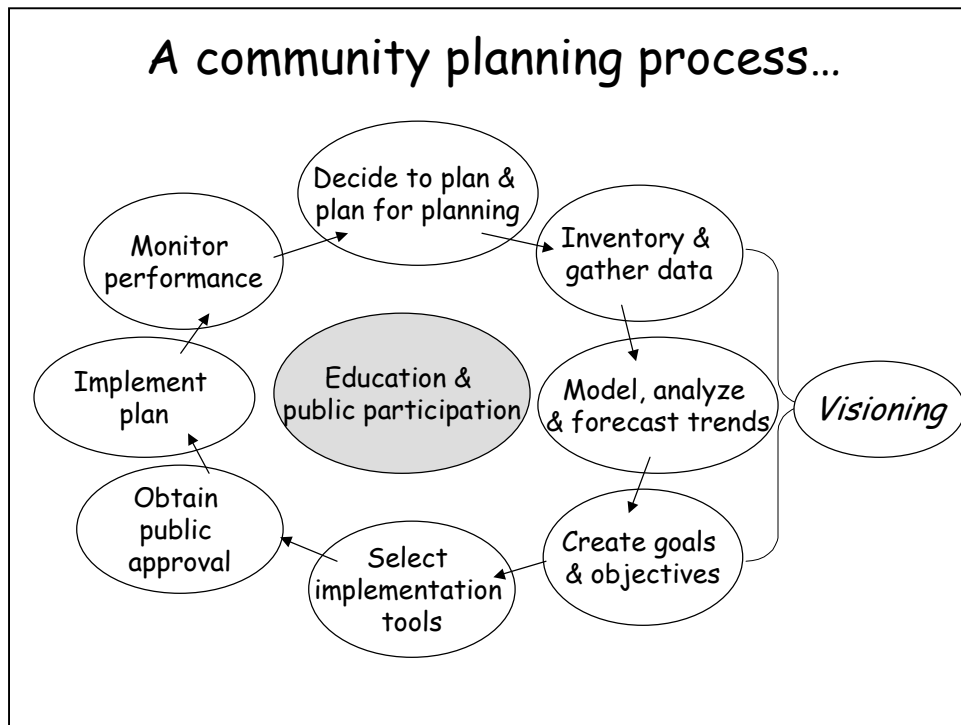 A community planning process…
Decide to plan &
plan for planning
Inventory &
gather data
Model, analyze
& forecast trends
Visioning
Create goals
& objectives
Select
implementation
tools
Obtain
public
approval
Implement
plan
Monitor
performance
Education &
public participation